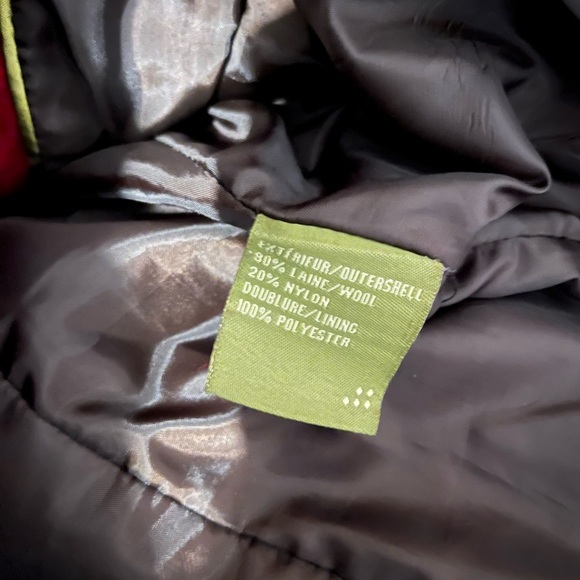 EXTÉRIEUR/OUTERSHELL
80% LAINE/WOOL
20% NYLON
DOUBLURE/LINING
100% POLYESTER